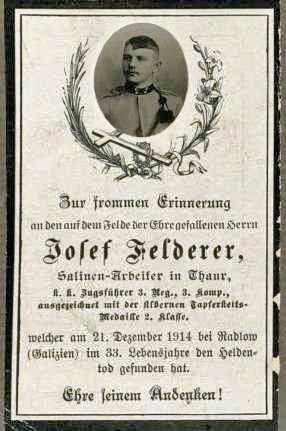 Zur frommen Erinnerung
an den auf dem Felde der Ehre gefallenen Herrn
Josef Felderer,
Salinen-Arbeiter in Thaur,
k. k. Zugsführer 3. Reg., 3. Komp.,
ausgezeichnet mit der silbernen Tapferkeits-
Medaille 2. Klasse.
welcher am 21. Dezember 1914 bei Radlow
(Galizien) im 33. Lebensjahre den Helden-
tod gefunden hat.
Ehre seinem Andenken!